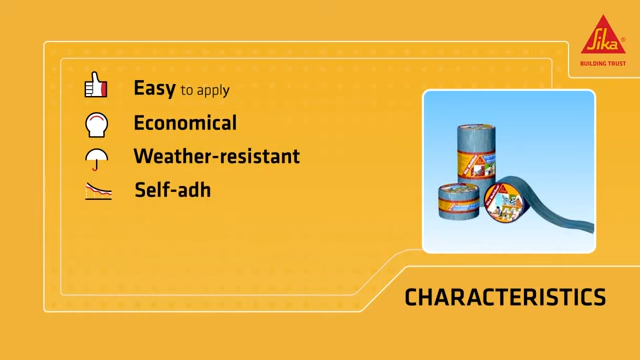 Sika®
BUILDING TRUST
Easy to apply
Economical
Weather-resistant
Self-adh
CHARACTERISTICS